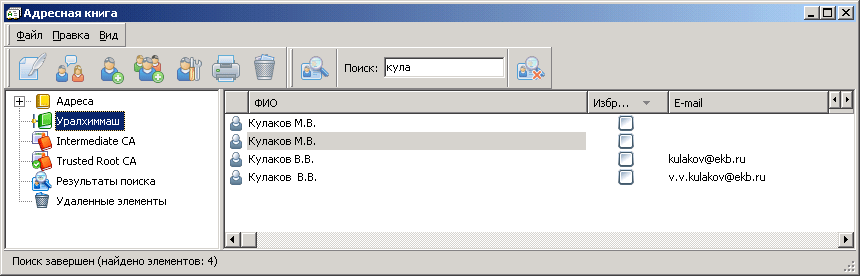 Адресная книга
Файл Правка Вид
Поиск: кула
Адреса
Уралхиммаш
Intermediate CA
Trusted Root CA
Результаты поиска
Удаленные элементы
ФИО Избр... E-mail
Кулаков М.В.
Кулаков М.В.
Кулаков В.В. kulakov@ekb.ru
Кулаков В.В. v.v.kulakov@ekb.ru
Поиск завершен (найдено элементов: 4)